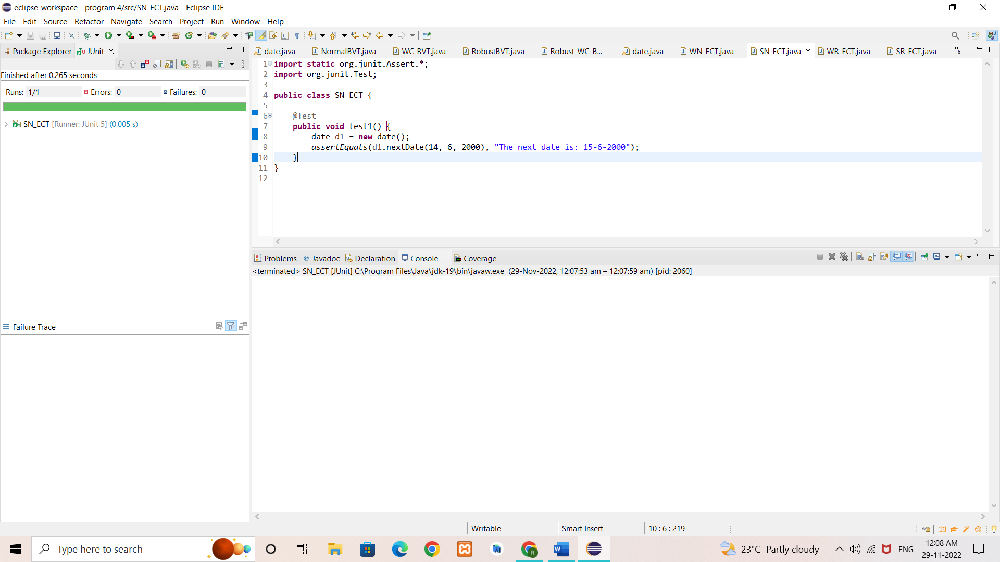 eclipse-workspace - program 4/src/SN_ECT.java - Eclipse IDE
File Edit Source Refactor Navigate Search Project Run Window Help
Package Explorer JUnit
date.java NormalBVT.java WC_BVT.java RobustBVT.java Robust_WC_B... date.java WN_ECT.java SN_ECT.java WR_ECT.java SR_ECT.java »6
Finished after 0.265 seconds
Runs: 1/1 Errors: 0 Failures: 0
SN_ECT [Runner: JUnit 5] (0.005 s)
Failure Trace
1 import static org.junit.Assert.*;
2 import org.junit.Test;
3
4 public class SN_ECT {
5
6 @Test
7 public void test1() {
8 date d1 = new date();
9 assertEquals(d1.nextDate(14, 6, 2000), "The next date is: 15-6-2000");
10 }
11 }
12
Problems @ Javadoc Declaration Console Coverage
<terminated> SN_ECT [JUnit] C:\Program Files\Java\jdk-19\bin\javaw.exe (29-Nov-2022, 12:07:53 am – 12:07:59 am) [pid: 2060]
Writable Smart Insert 10 : 6 : 219
Type here to search
23°C Partly cloudy ENG 12:08 AM
29-11-2022